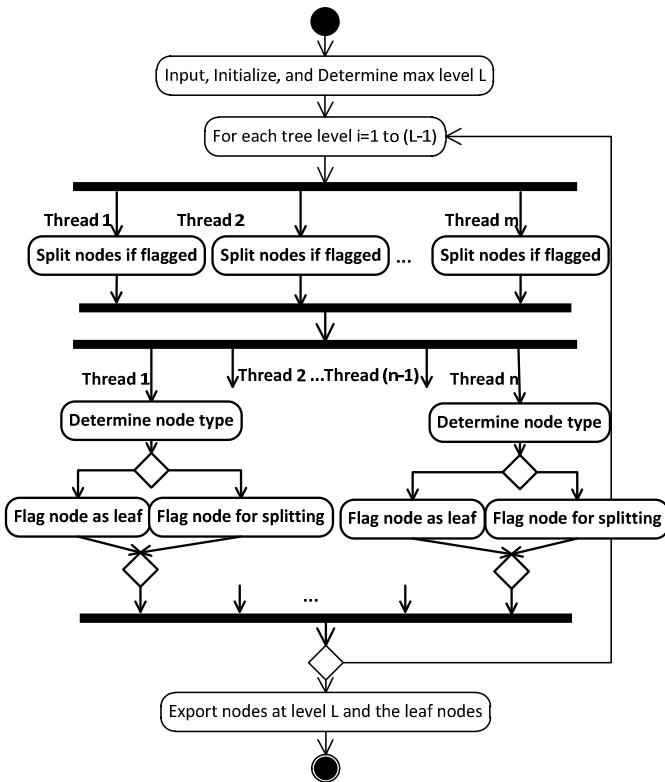 Input, Initialize, and Determine max level L
For each tree level i=1 to (L-1)
Thread 1
Thread 2
Thread m
Split nodes if flagged
Split nodes if flagged
...
Split nodes if flagged
Thread 1
Thread 2 ...Thread (n-1)
Thread n
Determine node type
Determine node type
Flag node as leaf
Flag node for splitting
Flag node as leaf
Flag node for splitting
...
Export nodes at level L and the leaf nodes